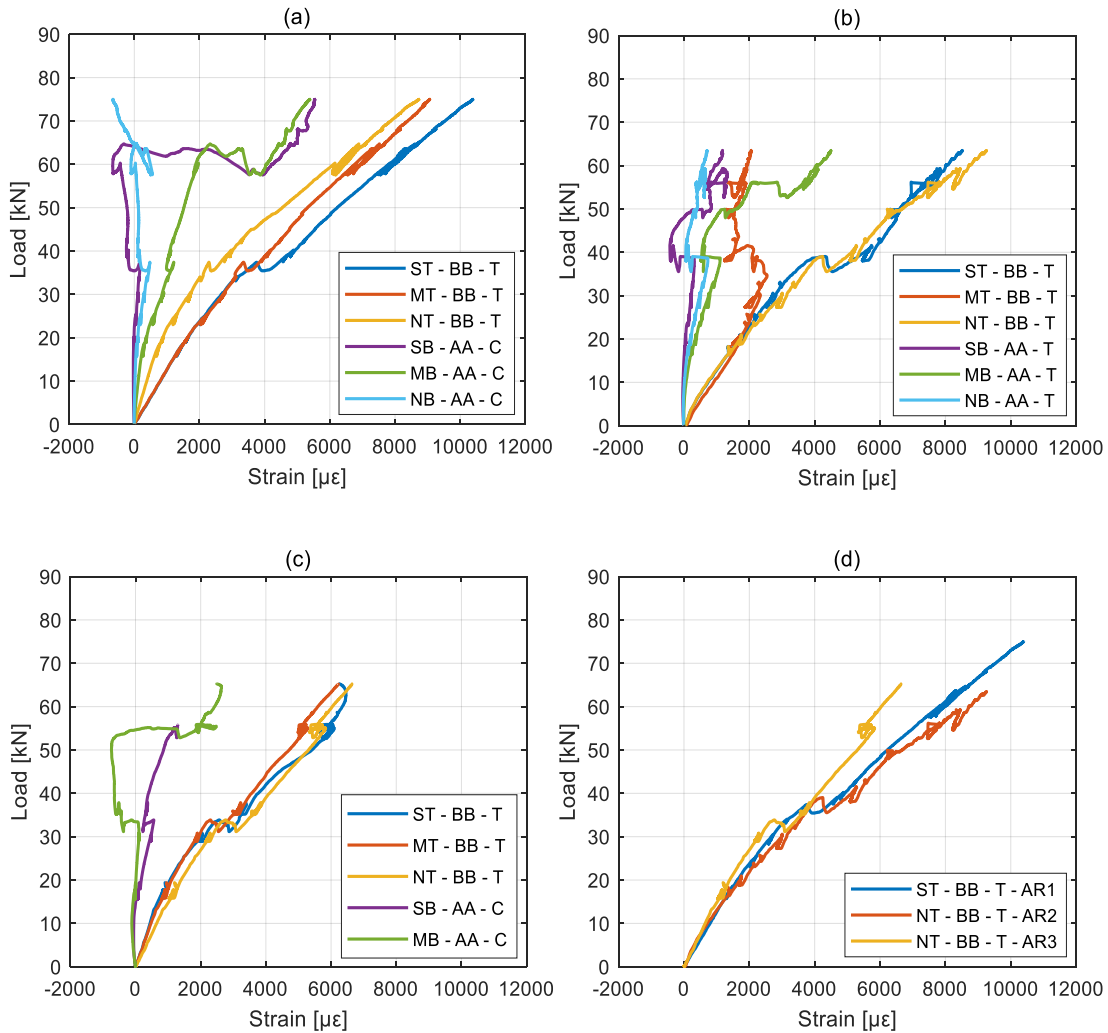 (a)
90
80
70
60
50
40
30
20
10
0
Load [kN]
-2000 0 2000 4000 6000 8000 10000 12000
Strain [με]
ST - BB - T
MT - BB - T
NT - BB - T
SB - AA - C
MB - AA - C
NB - AA - C
(b)
90
80
70
60
50
40
30
20
10
0
Load [kN]
-2000 0 2000 4000 6000 8000 10000 12000
Strain [με]
ST - BB - T
MT - BB - T
NT - BB - T
SB - AA - T
MB - AA - T
NB - AA - T
(c)
90
80
70
60
50
40
30
20
10
0
Load [kN]
-2000 0 2000 4000 6000 8000 10000 12000
Strain [με]
ST - BB - T
MT - BB - T
NT - BB - T
SB - AA - C
MB - AA - C
(d)
90
80
70
60
50
40
30
20
10
0
Load [kN]
-2000 0 2000 4000 6000 8000 10000 12000
Strain [με]
ST - BB - T - AR1
NT - BB - T - AR2
NT - BB - T - AR3